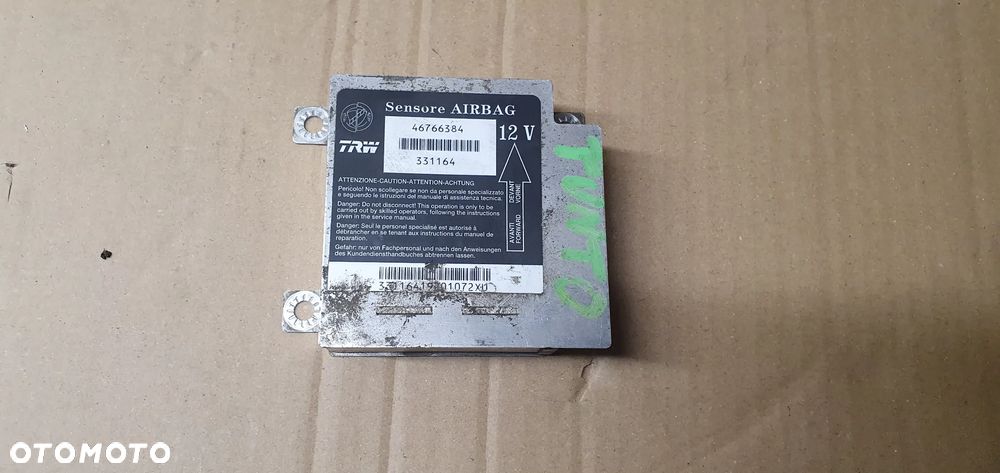 Sensore AIRBAG
46766384
12 V
TRW
331164
ATTENZIONE-CAUTION-ATTENTION-ACHTUNG
Pericolo! Non scollegare se non da personale specializzato
e seguendo le istruzioni del manuale di assistenza tecnica.
Danger: Do not disconnect! This operation is only to be
carried out by skilled operators, following the instructions
given in the service manual.
Danger: Seul le personnel spécialisé est autorisé à
débrancher en se tenant aux instructions du manuel de
reparation.
Gefahr: nur von Fachpersonal und nach den Anweisungen
des Kundendiensthandbuches abtrennen lassen.
AVANTI DEVANT
FORWARD VORNE
OTOMOTO